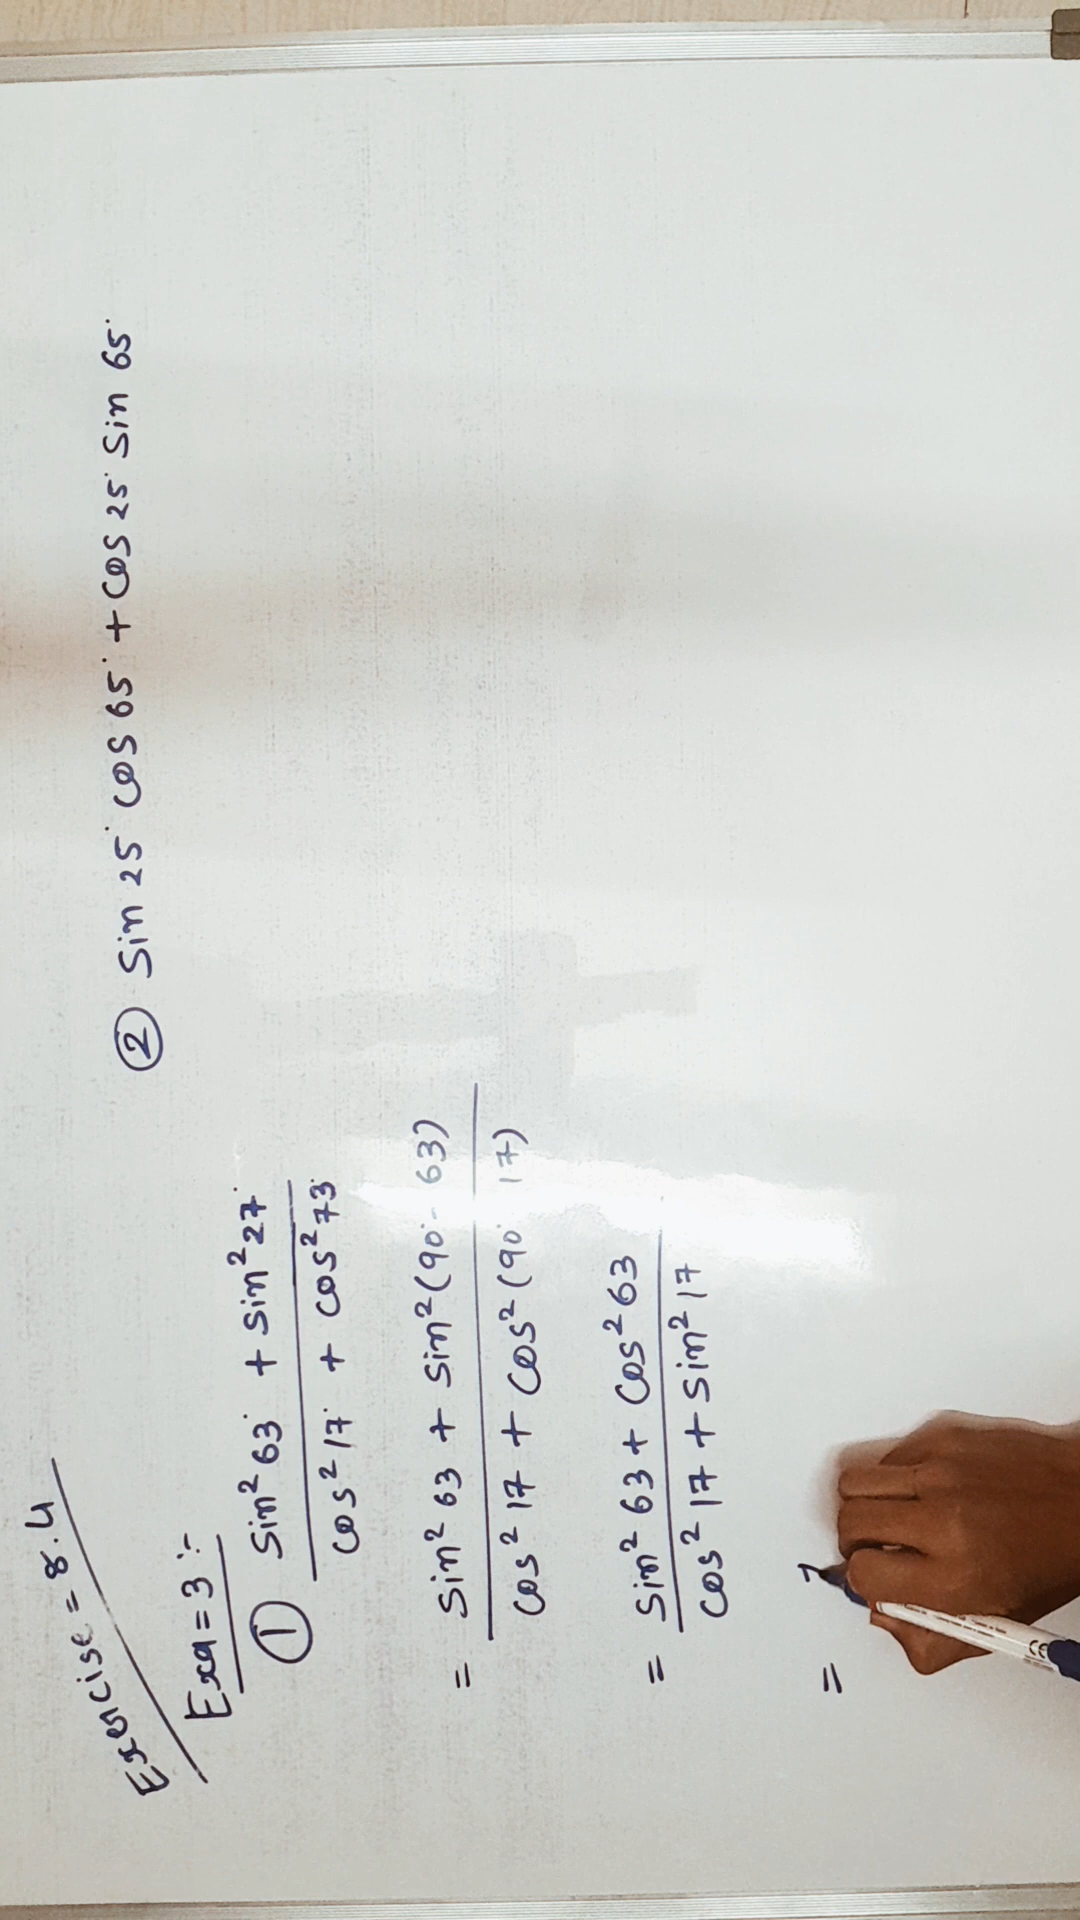 Exercise = 8.4
Exa = 3 :-
① Sin² 63° + Sin² 27°
Cos² 17° + Cos² 73°
= Sin² 63 + Sin² (90° - 63)
Cos² 17 + Cos² (90° 17)
= Sin² 63 + Cos² 63
Cos² 17 + Sin² 17
=
② Sin 25° Cos 65° + Cos 25° Sin 65°
CE